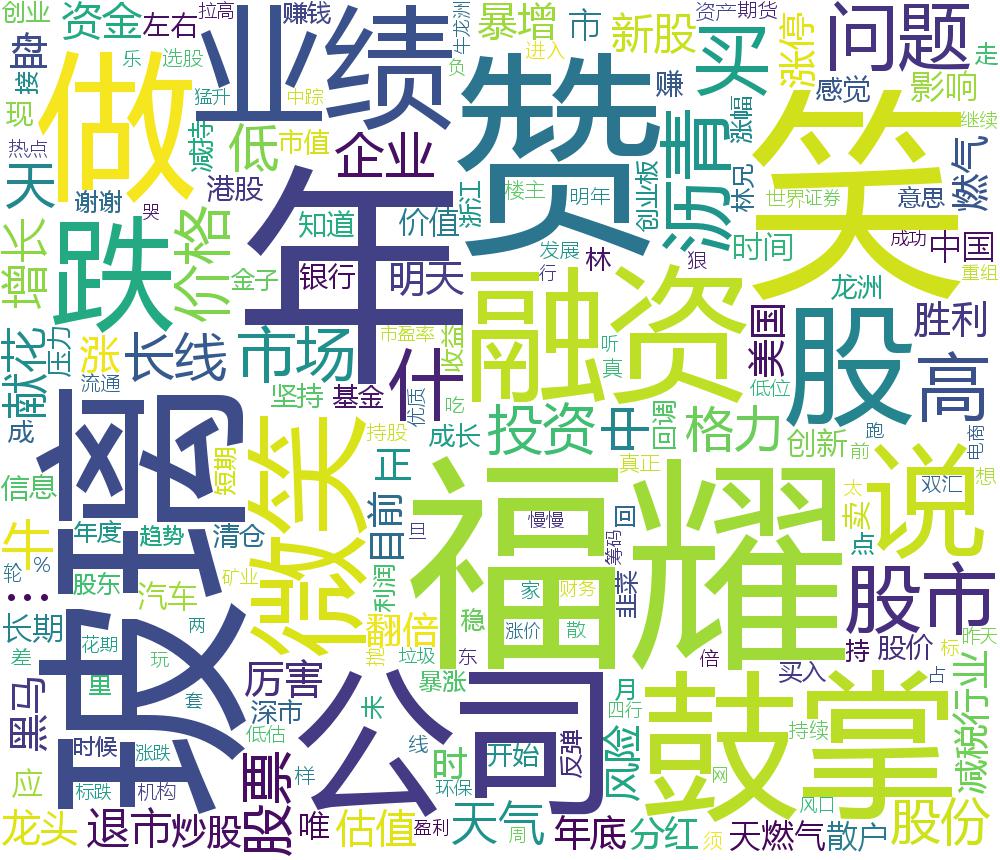 创业
资金
左右
拉高
赚钱
业绩
牛龙洲
暴增
市
新股
关
涨停
资产
期货
问题
走
接
盘
现
乐
选股
负
进入
做
猛升
中踪
赞
赚
涨幅
感觉
影响
继续
热点
天
减持
低
市值
企业
沥青
笑
燃气
谢谢
哭
港股
年
浙江
楼主
明年
创业板
林兄
世界证券
意思
知道
价值
增长
跌
价格
金子
银行
明天
发展
行
林
狠
时间
成功
中国
重组
龙洲
融资
献花
压力
涨
长线
市场
市盈率
收益
听
真
美国
股
胜利
流通
什
低位
高
成
坚持
基金
优质
吃
投资
中
回调
格力
创新
跑
电商
玻璃
微笑
短期
持股
成长
真正
前
信息
正
说
双汇
想
太
卖
牛
年度
趋势
清仓
目前
旦
福耀
慢慢
回
点
轮
%
…
股东
汽车
矿业
利润
筹码
韭菜
家
财务
股市
长期
花期
两
翻倍
稳
涨价
散
差
里
玩
抛
垃圾
东
倍
持
股价
昨天
标
黑马
套
厉害
公司
暴涨
鼓掌
买入
占
减税
行业
时候
涨跌
深市
未
月
四行
应
标跌
机构
低估
股票
线
时
开始
反弹
风险
持续
样
环保
网
风口
龙头
退市
炒股
唯
估值
盈利
天气
周
年底
分红
须
天燃气
散户
股份